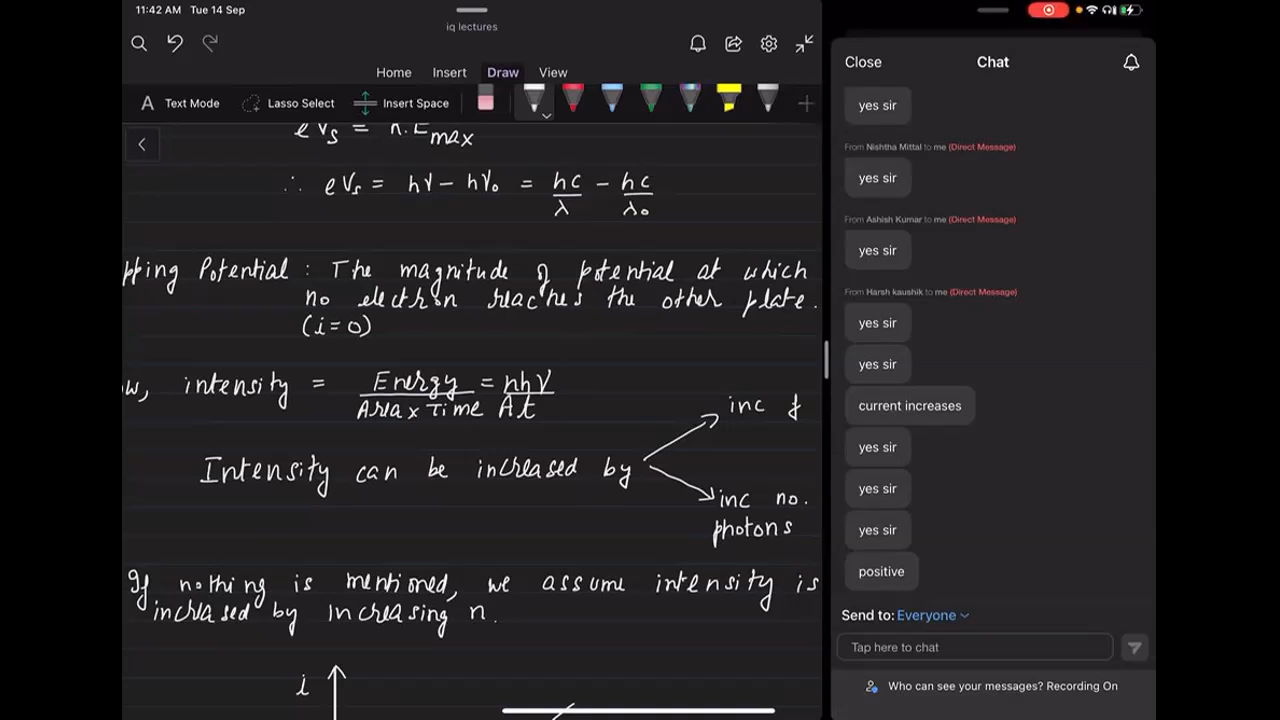 11:42 AM Tue 14 Sep
iq lectures
Home Insert Draw View
A Text Mode Lasso Select Insert Space
eVs = K.Emax
∴ eVs = hν - hν₀ = hc/λ - hc/λ₀
pping Potential : The magnitude of potential at which
no electron reaches the other plate.
(i = 0)
ow, intensity = Energy/Area x Time = nhν/At
inc f
Intensity can be increased by
inc no.
photons
If nothing is mentioned, we assume intensity is
increased by increasing n.
i
Close Chat
yes sir
From Nishtha Mittal to me (Direct Message)
yes sir
From Ashish Kumar to me (Direct Message)
yes sir
From Harsh kaushik to me (Direct Message)
yes sir
yes sir
current increases
yes sir
yes sir
yes sir
positive
Send to: Everyone
Tap here to chat
Who can see your messages? Recording On